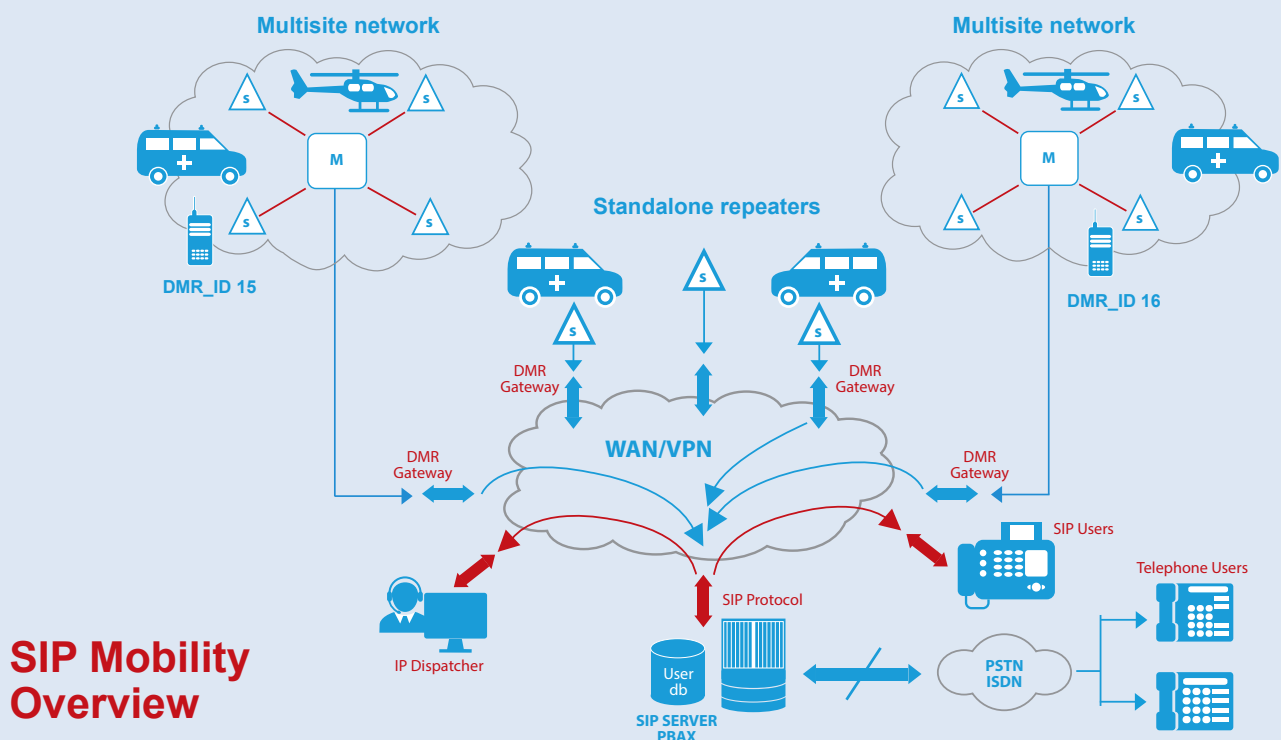 Multisite network
Multisite network
S
S
M
S
S
DMR_ID 15
S
S
M
S
S
DMR_ID 16
Standalone repeaters
S
S
S
DMR
Gateway
DMR
Gateway
WAN/VPN
DMR
Gateway
DMR
Gateway
SIP Users
Telephone Users
IP Dispatcher
SIP Protocol
User
db
SIP SERVER
PBAX
PSTN
ISDN
SIP Mobility
Overview